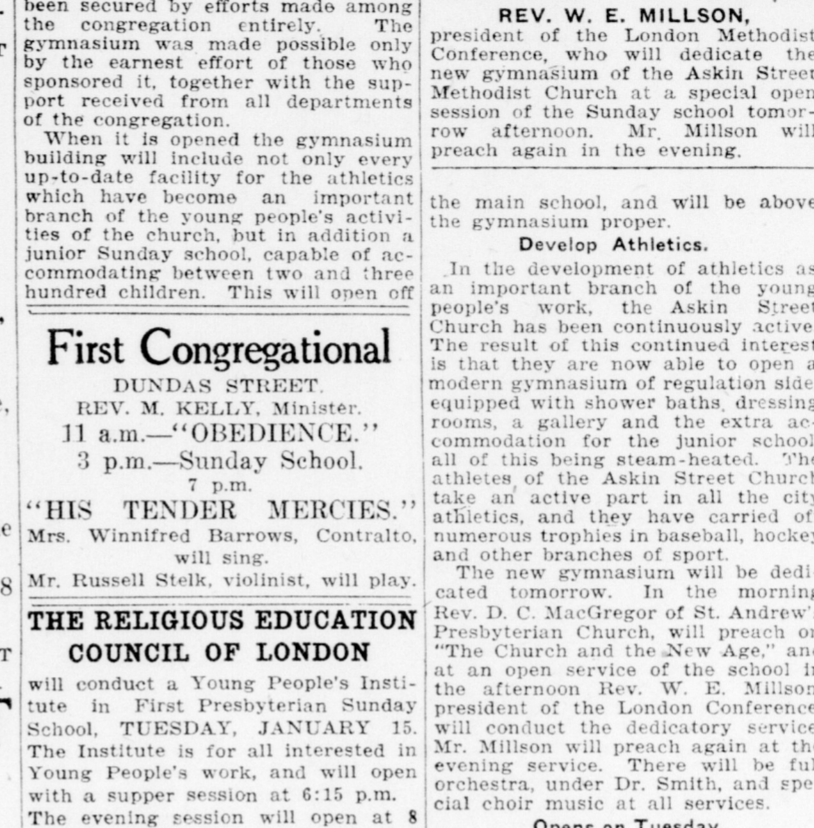 been secured by efforts made among
the congregation entirely. The
gymnasium was made possible only
by the earnest effort of those who
sponsored it, together with the sup-
port received from all departments
of the congregation.
When it is opened the gymnasium
building will include not only every
up-to-date facility for the athletics
which have become an important
branch of the young people's activi-
ties of the church, but in addition a
junior Sunday school, capable of ac-
commodating between two and three
hundred children. This will open off
First Congregational
DUNDAS STREET.
REV. M. KELLY, Minister.
11 a.m.—"OBEDIENCE."
3 p.m.—Sunday School.
7 p.m.
"HIS TENDER MERCIES."
Mrs. Winnifred Barrows, Contralto,
will sing.
Mr. Russell Stelk, violinist, will play.
THE RELIGIOUS EDUCATION
COUNCIL OF LONDON
will conduct a Young People's Insti-
tute in First Presbyterian Sunday
School, TUESDAY, JANUARY 15.
The Institute is for all interested in
Young People's work, and will open
with a supper session at 6:15 p.m.
The evening session will open at 8
REV. W. E. MILLSON,
president of the London Methodist
Conference, who will dedicate the
new gymnasium of the Askin Street
Methodist Church at a special open
session of the Sunday school tomor-
row afternoon. Mr. Millson will
preach again in the evening.
the main school, and will be above
the gymnasium proper.
Develop Athletics.
In the development of athletics as
an important branch of the young
people's work, the Askin Street
Church has been continuously active
The result of this continued interest
is that they are now able to open a
modern gymnasium of regulation side
equipped with shower baths, dressing
rooms, a gallery and the extra ac-
commodation for the junior school
all of this being steam-heated. The
athletes of the Askin Street Church
take an active part in all the city
athletics, and they have carried of
numerous trophies in baseball, hockey
and other branches of sport.
The new gymnasium will be dedi
cated tomorrow. In the morning
Rev. D. C. MacGregor of St. Andrew'
Presbyterian Church, will preach on
"The Church and the New Age," and
at an open service of the school in
the afternoon Rev. W. E. Millson
president of the London Conference
will conduct the dedicatory service
Mr. Millson will preach again at th
evening service. There will be ful
orchestra, under Dr. Smith, and spe
cial choir music at all services.
Opens on Tuesday